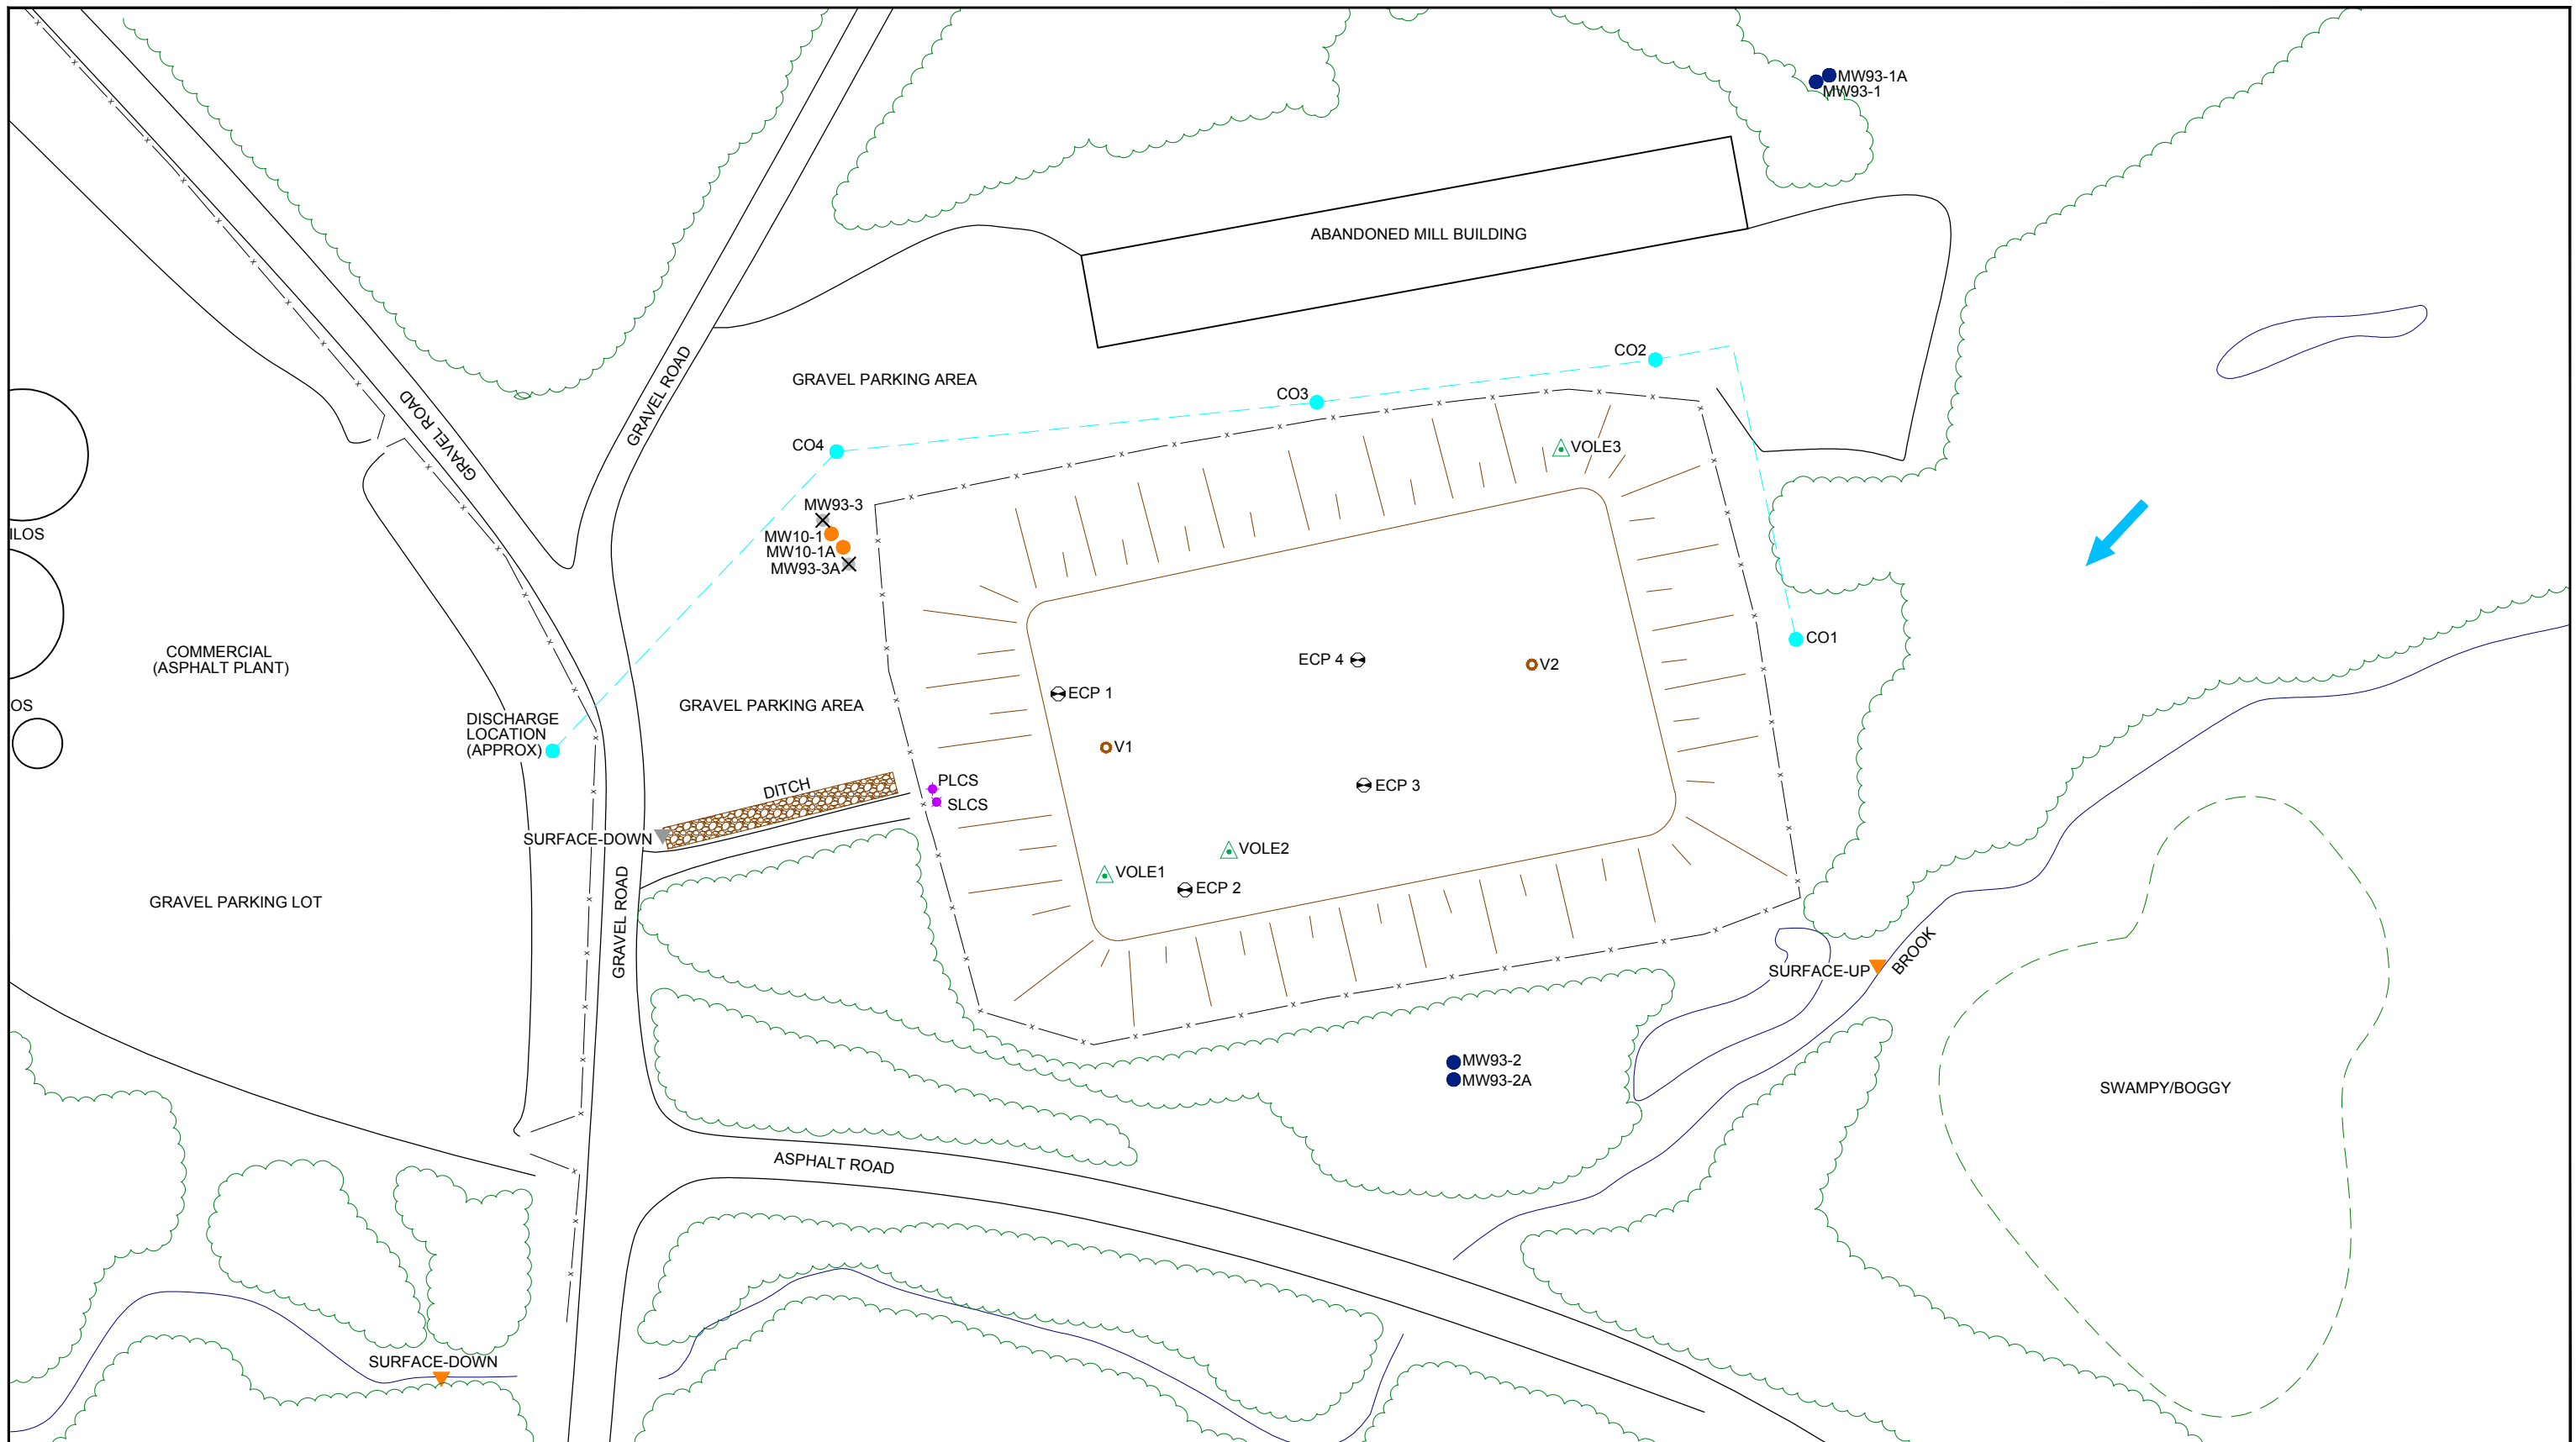 MW93-1A
MW93-1
ABANDONED MILL BUILDING
CO2
GRAVEL ROAD
GRAVEL PARKING AREA
CO3
GRAVEL ROAD
CO4
VOLE3
MW93-3
MW10-1
MW10-1A
MW93-3A
ILOS
COMMERCIAL
(ASPHALT PLANT)
CO1
ECP 4
V2
ECP 1
OS
GRAVEL PARKING AREA
DISCHARGE
LOCATION
(APPROX)
V1
PLCS
DITCH
SLCS
ECP 3
SURFACE-DOWN
VOLE2
VOLE1
ECP 2
GRAVEL PARKING LOT
GRAVEL ROAD
BROOK
SURFACE-UP
MW93-2
MW93-2A
SWAMPY/BOGGY
ASPHALT ROAD
SURFACE-DOWN